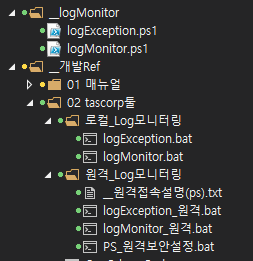 __logMonitor
logException.ps1
logMonitor.ps1
__개발Ref
01 매뉴얼
02 tascorp툴
로컬_Log모니터링
logException.bat
logMonitor.bat
원격_Log모니터링
__원격접속설명(ps).txt
logException_원격.bat
logMonitor_원격.bat
PS_원격보안설정.bat